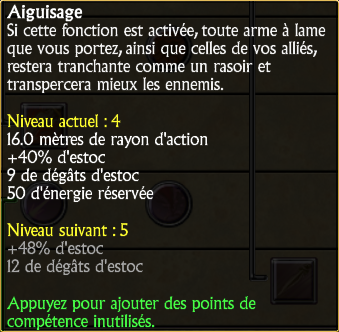 Aiguisage
Si cette fonction est activée, toute arme à lame
que vous portez, ainsi que celles de vos alliés,
restera tranchante comme un rasoir et
transpercera mieux les ennemis.
Niveau actuel : 4
16.0 mètres de rayon d'action
+40% d'estoc
9 de dégâts d'estoc
50 d'énergie réservée
Niveau suivant : 5
+48% d'estoc
12 de dégâts d'estoc
Appuyez pour ajouter des points de
compétence inutilisés.